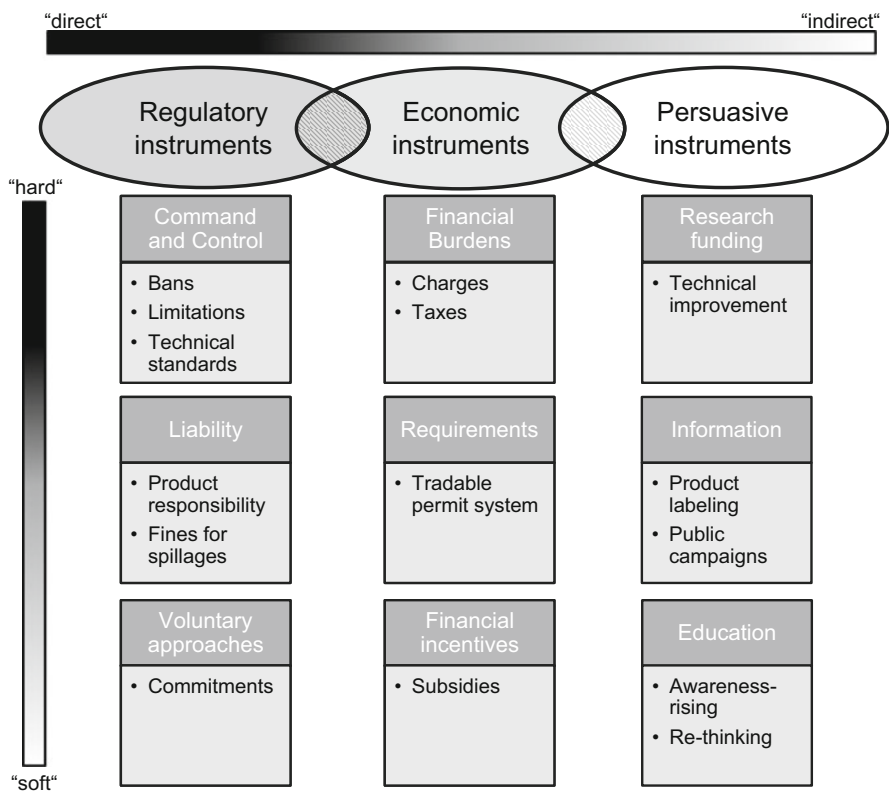 “direct“
“indirect“
Regulatory
instruments
Economic
instruments
Persuasive
instruments
“hard“
“soft“
Command
and Control
• Bans
• Limitations
• Technical
standards
Financial
Burdens
• Charges
• Taxes
Research
funding
• Technical
improvement
Liability
• Product
responsibility
• Fines for
spillages
Requirements
• Tradable
permit system
Information
• Product
labeling
• Public
campaigns
Voluntary
approaches
• Commitments
Financial
incentives
• Subsidies
Education
• Awareness-
rising
• Re-thinking